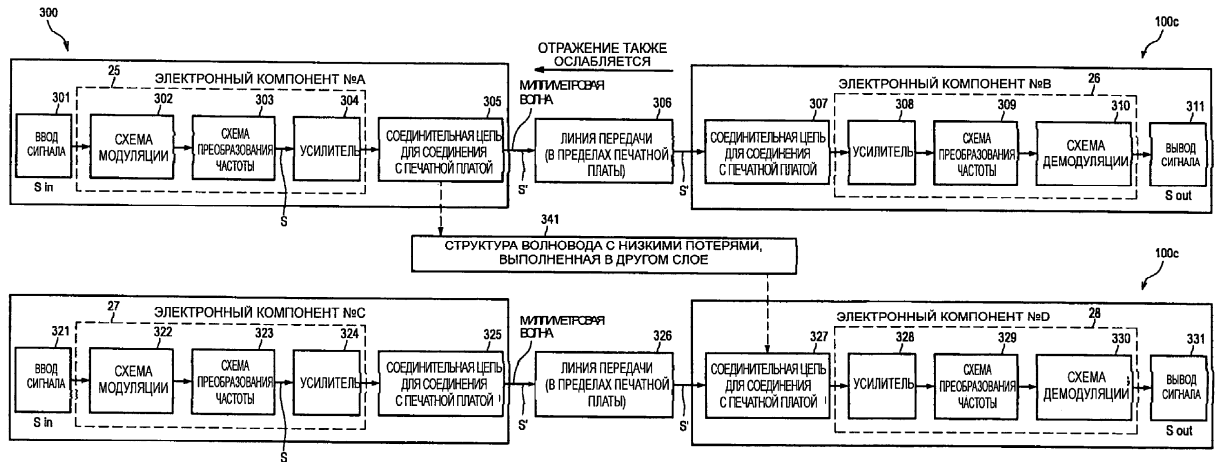 300
100c
ОТРАЖЕНИЕ ТАКЖЕ
ОСЛАБЛЯЕТСЯ
ЭЛЕКТРОННЫЙ КОМПОНЕНТ №A
25
301
302
303
304
305
ВВОД
СИГНАЛА
СХЕМА
МОДУЛЯЦИИ
СХЕМА
ПРЕОБРАЗОВАНИЯ
ЧАСТОТЫ
УСИЛИТЕЛЬ
СОЕДИНИТЕЛЬНАЯ ЦЕПЬ
ДЛЯ СОЕДИНЕНИЯ
С ПЕЧАТНОЙ ПЛАТОЙ
S in
S
МИЛЛИМЕТРОВАЯ
ВОЛНА
S'
306
ЛИНИЯ ПЕРЕДАЧИ
(В ПРЕДЕЛАХ ПЕЧАТНОЙ
ПЛАТЫ)
S'
ЭЛЕКТРОННЫЙ КОМПОНЕНТ №B
26
307
308
309
310
311
СОЕДИНИТЕЛЬНАЯ ЦЕПЬ
ДЛЯ СОЕДИНЕНИЯ
С ПЕЧАТНОЙ ПЛАТОЙ
УСИЛИТЕЛЬ
СХЕМА
ПРЕОБРАЗОВАНИЯ
ЧАСТОТЫ
СХЕМА
ДЕМОДУЛЯЦИИ
ВЫВОД
СИГНАЛА
S out
341
СТРУКТУРА ВОЛНОВОДА С НИЗКИМИ ПОТЕРЯМИ,
ВЫПОЛНЕННАЯ В ДРУГОМ СЛОЕ
100c
ЭЛЕКТРОННЫЙ КОМПОНЕНТ №C
27
321
322
323
324
325
ВВОД
СИГНАЛА
СХЕМА
МОДУЛЯЦИИ
СХЕМА
ПРЕОБРАЗОВАНИЯ
ЧАСТОТЫ
УСИЛИТЕЛЬ
СОЕДИНИТЕЛЬНАЯ ЦЕПЬ
ДЛЯ СОЕДИНЕНИЯ
С ПЕЧАТНОЙ ПЛАТОЙ
S in
S
МИЛЛИМЕТРОВАЯ
ВОЛНА
S'
326
ЛИНИЯ ПЕРЕДАЧИ
(В ПРЕДЕЛАХ ПЕЧАТНОЙ
ПЛАТЫ)
S'
ЭЛЕКТРОННЫЙ КОМПОНЕНТ №D
28
327
328
329
330
331
СОЕДИНИТЕЛЬНАЯ ЦЕПЬ
ДЛЯ СОЕДИНЕНИЯ
С ПЕЧАТНОЙ ПЛАТОЙ
УСИЛИТЕЛЬ
СХЕМА
ПРЕОБРАЗОВАНИЯ
ЧАСТОТЫ
СХЕМА
ДЕМОДУЛЯЦИИ
ВЫВОД
СИГНАЛА
S out